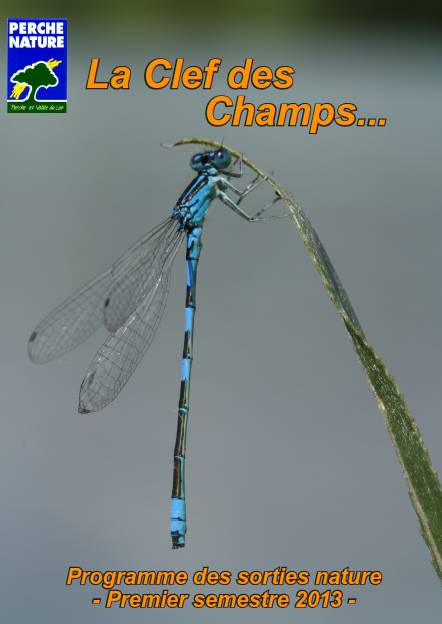 PERCHE
NATURE
Perche et Vallée du Loir
La Clef des
Champs...
Programme des sorties nature
- Premier semestre 2013 -